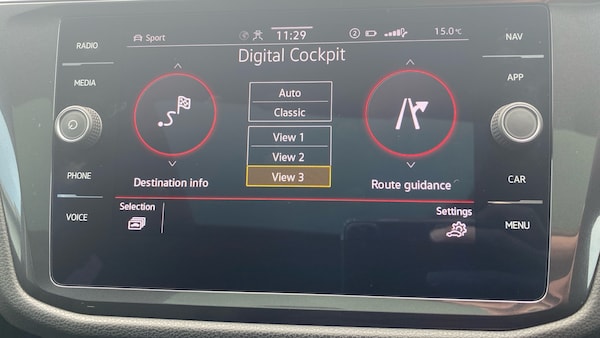 RADIO
MEDIA
PHONE
VOICE
Sport
11:29
2
15.0°C
Digital Cockpit
Auto
Classic
View 1
View 2
View 3
Destination info
Route guidance
Selection
Settings
NAV
APP
CAR
MENU